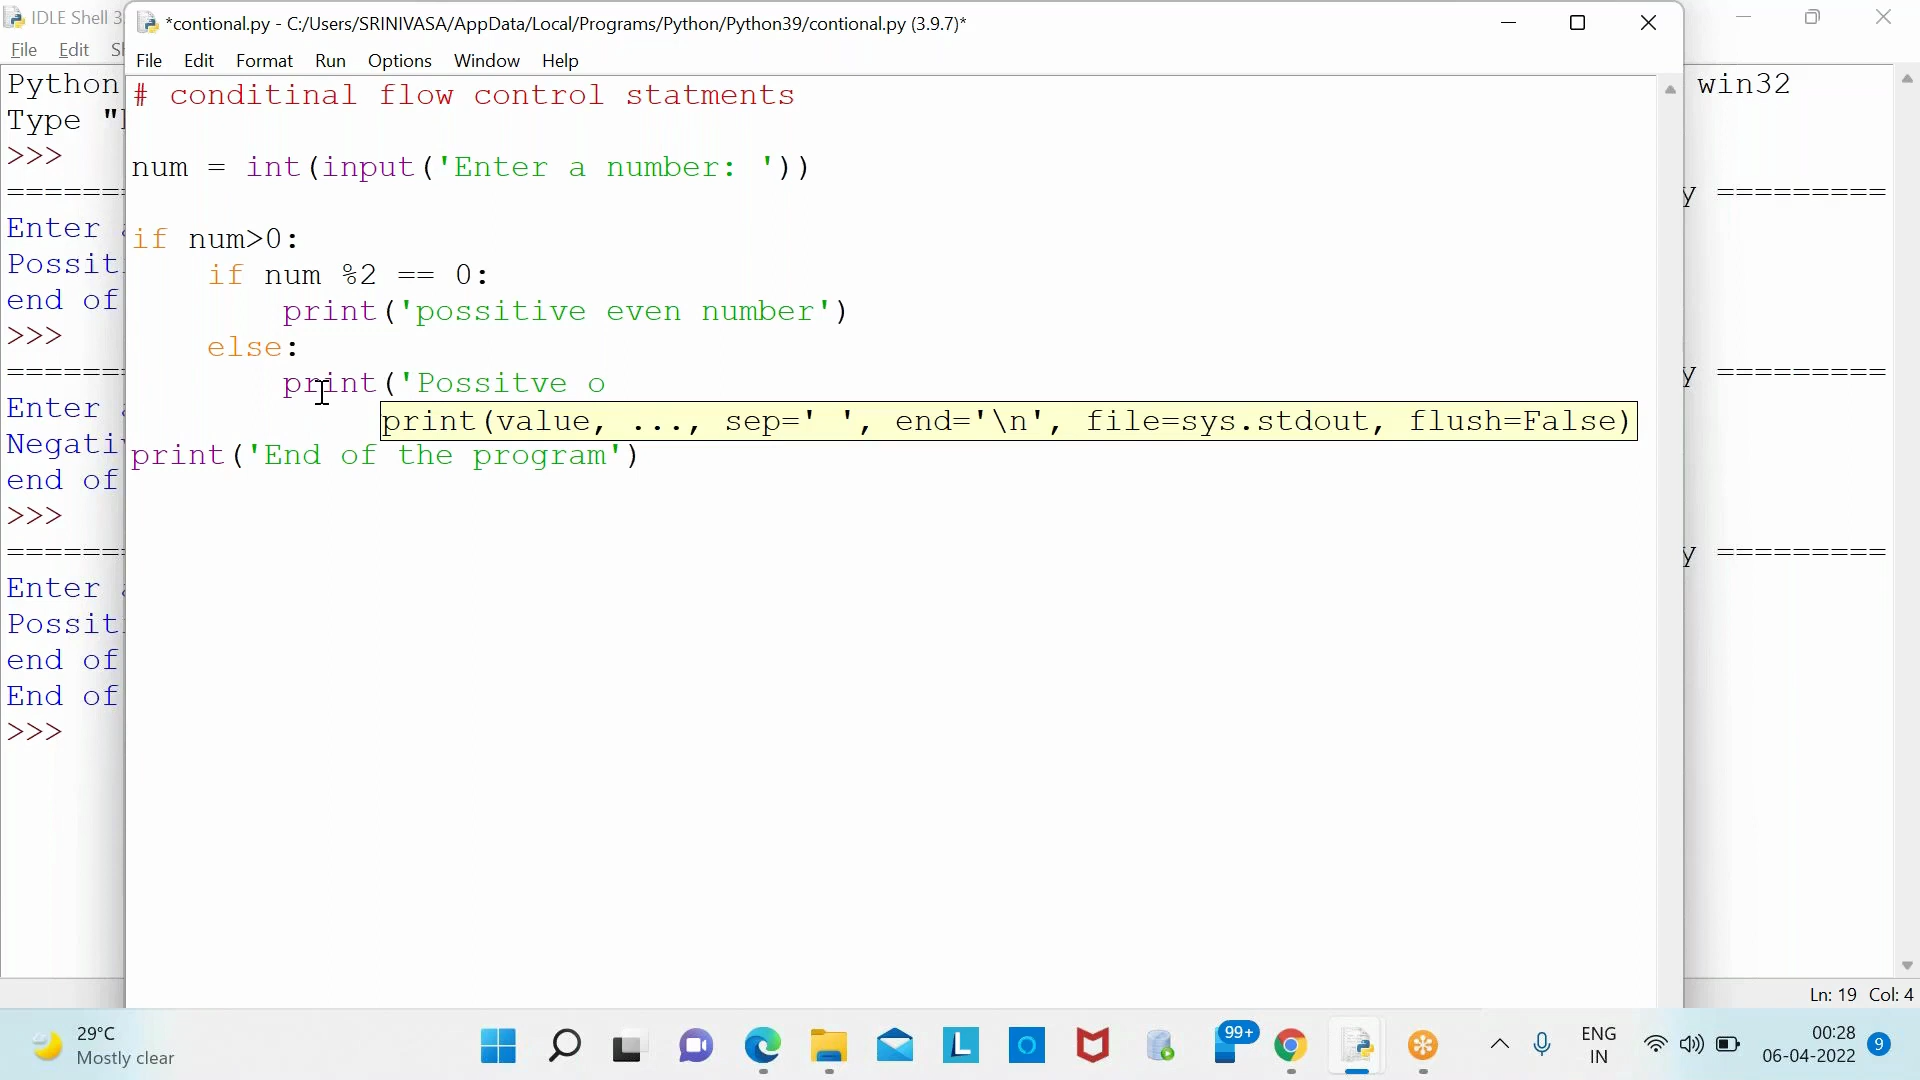 IDLE Shell 3
*contional.py - C:/Users/SRINIVASA/AppData/Local/Programs/Python/Python39/contional.py (3.9.7)*
File Edit
File Edit Format Run Options Window Help
Python
win32
Type "
# conditinal flow control statments
>>>
num = int(input('Enter a number: '))
========
y =========
Enter
if num>0:
Possit
if num %2 == 0:
end of
print('possitive even number')
>>>
else:
========
y =========
print('Possitve o
Enter
print(value, ..., sep=' ', end='\n', file=sys.stdout, flush=False)
Negati
print('End of the program')
end of
>>>
========
y =========
Enter
Possit
end of
End of
>>>
Ln: 19 Col: 4
29°C
Mostly clear
99+
ENG
IN
00:28
06-04-2022
9